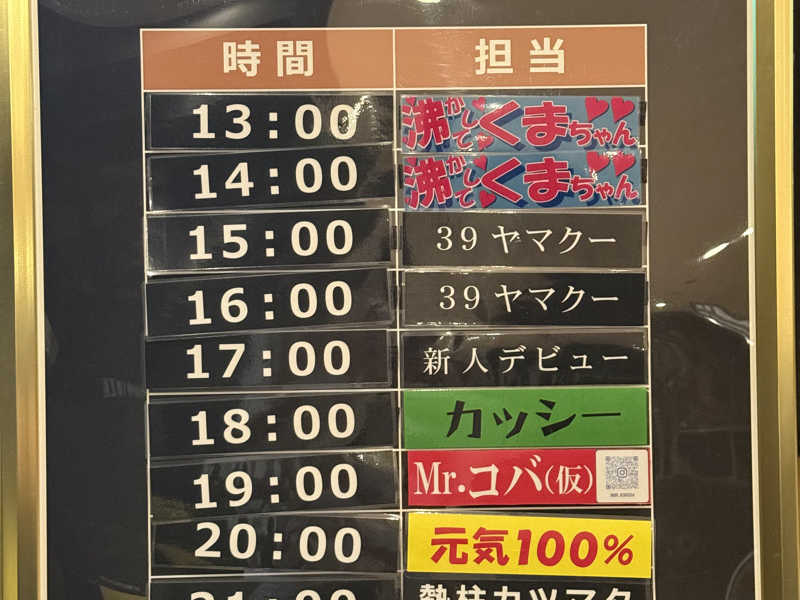 時間 担当
13:00 沸かしてくまちゃん
14:00 沸かしてくまちゃん
15:00 39ヤマクー
16:00 39ヤマクー
17:00 新人デビュー
18:00 カッシー
19:00 Mr.コバ(仮)
20:00 元気100%
21:00